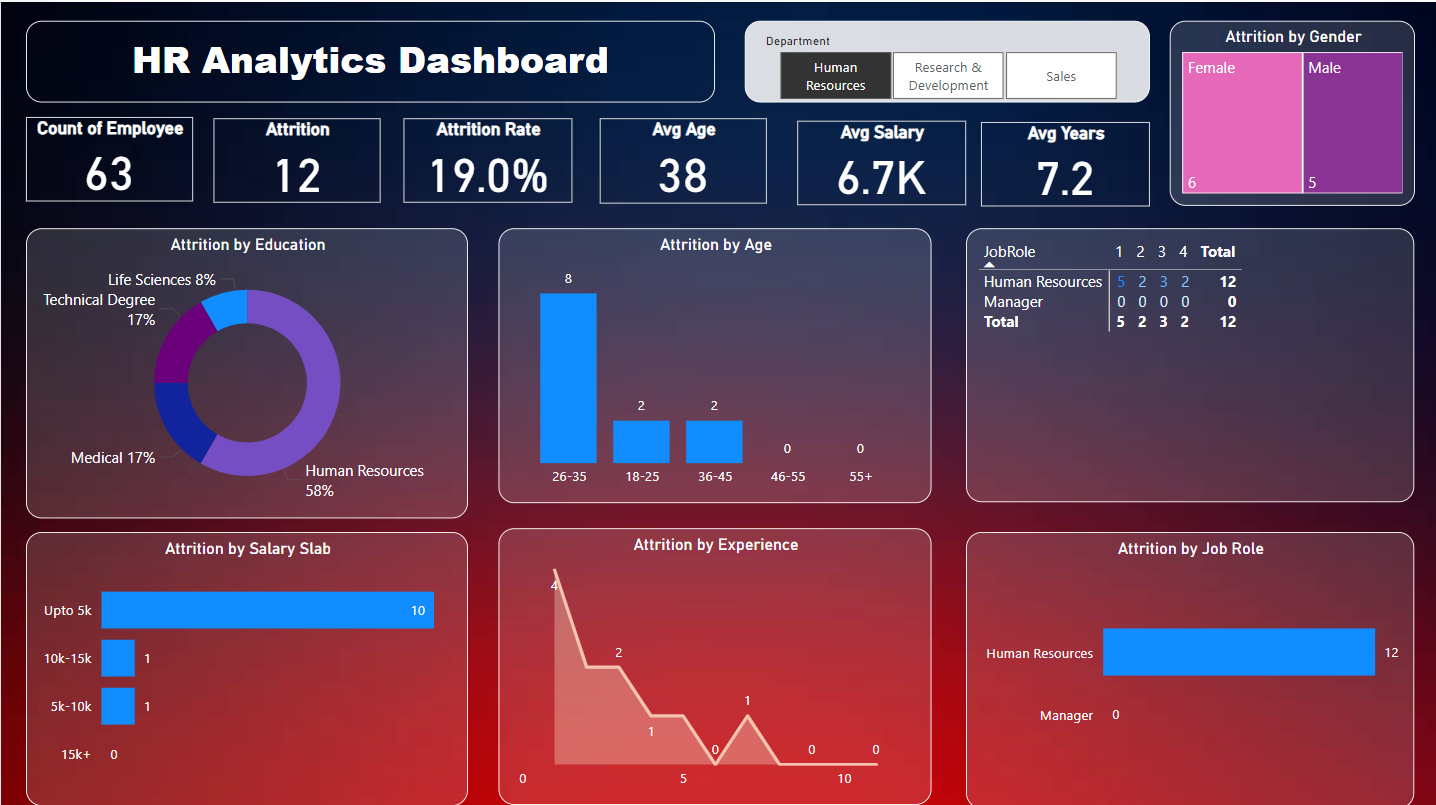 HR Analytics Dashboard
Department
Human
Resources
Research &
Development
Sales
Attrition by Gender
Female
Male
6
5
Count of Employee
63
Attrition
12
Attrition Rate
19.0%
Avg Age
38
Avg Salary
6.7K
Avg Years
7.2
Attrition by Education
Life Sciences 8%
Technical Degree
17%
Medical 17%
Human Resources
58%
Attrition by Age
8
2
2
0
0
26-35
18-25
36-45
46-55
55+
JobRole 1 2 3 4 Total
Human Resources 5 2 3 2 12
Manager 0 0 0 0 0
Total 5 2 3 2 12
Attrition by Salary Slab
Upto 5k 10
10k-15k 1
5k-10k 1
15k+ 0
Attrition by Experience
4
2
1
0
1
0
0
0
5
10
Attrition by Job Role
Human Resources 12
Manager 0